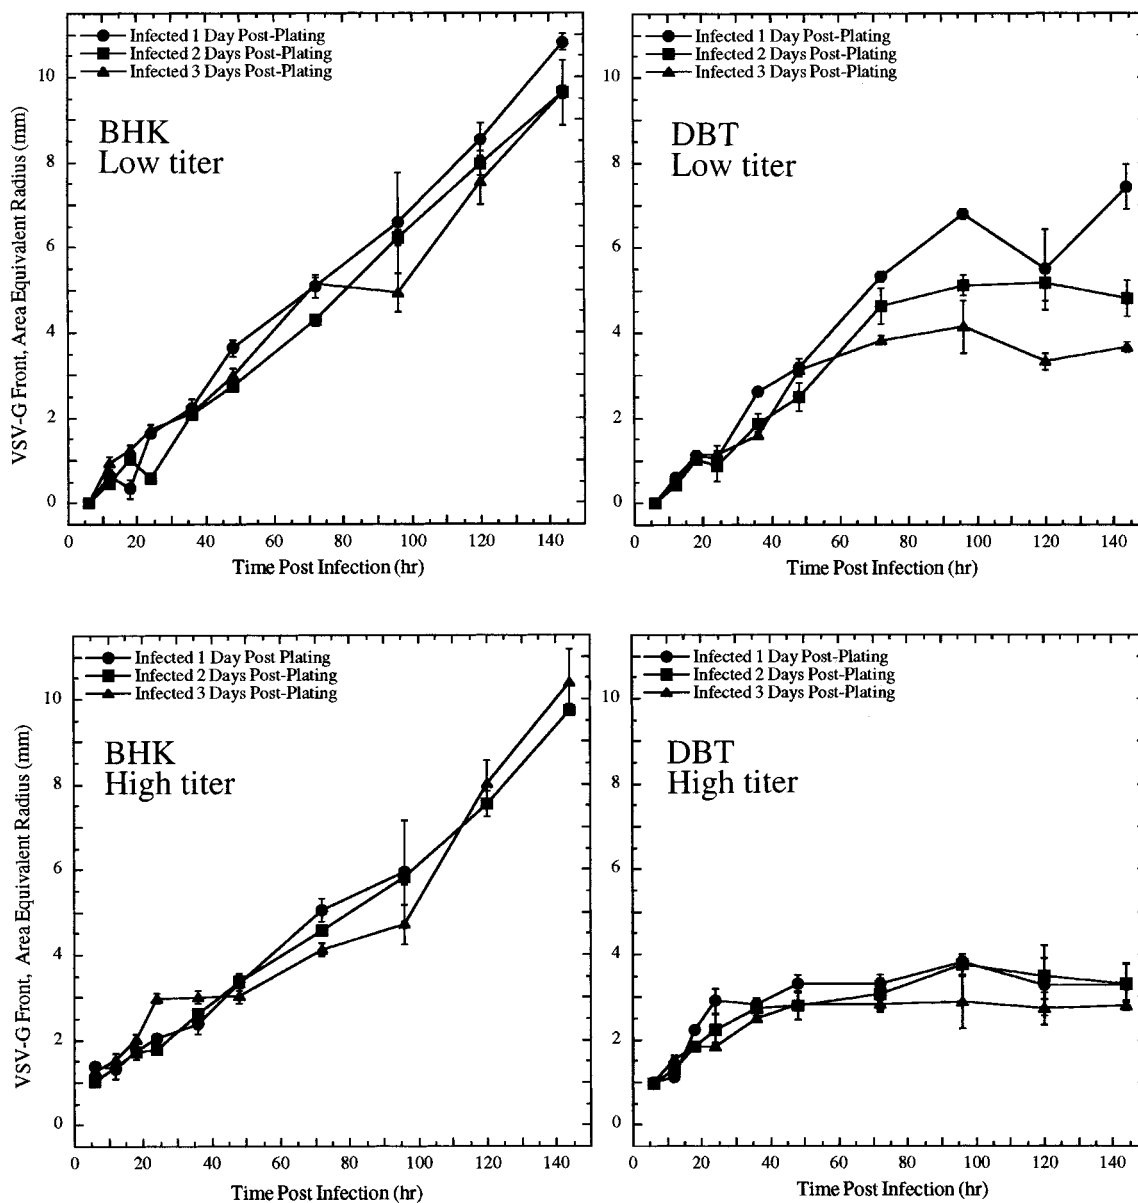 Infected 1 Day Post-Plating
Infected 2 Days Post-Plating
Infected 3 Days Post-Plating
BHK
Low titer
VSV-G Front, Area Equivalent Radius (mm)
10
8
6
4
2
0
0 20 40 60 80 100 120 140
Time Post Infection (hr)
Infected 1 Day Post-Plating
Infected 2 Days Post-Plating
Infected 3 Days Post-Plating
DBT
Low titer
10
8
6
4
2
0
0 20 40 60 80 100 120 140
Time Post Infection (hr)
Infected 1 Day Post Plating
Infected 2 Days Post-Plating
Infected 3 Days Post-Plating
BHK
High titer
VSV-G Front, Area Equivalent Radius (mm)
10
8
6
4
2
0
0 20 40 60 80 100 120 140
Time Post Infection (hr)
Infected 1 Day Post-Plating
Infected 2 Days Post-Plating
Infected 3 Days Post-Plating
DBT
High titer
10
8
6
4
2
0
0 20 40 60 80 100 120 140
Time Post Infection (hr)